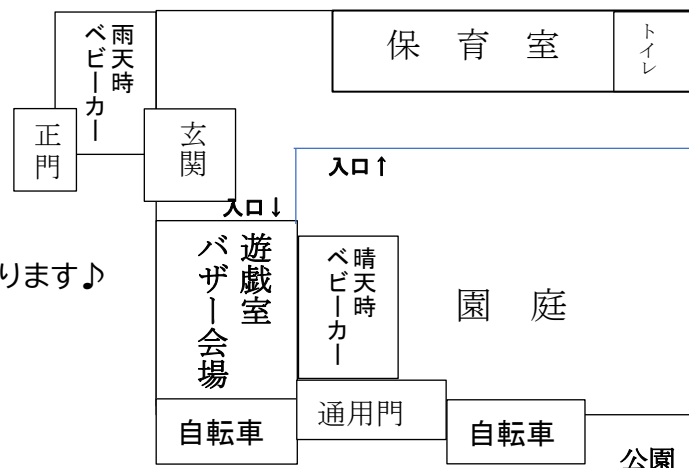 雨天時
ベビーカー
保育室
トイレ
正門
玄関
入口↑
入口↓
ります♪
遊戯室
バザー会場
晴天時
ベビーカー
園庭
通用門
自転車
自転車
公園